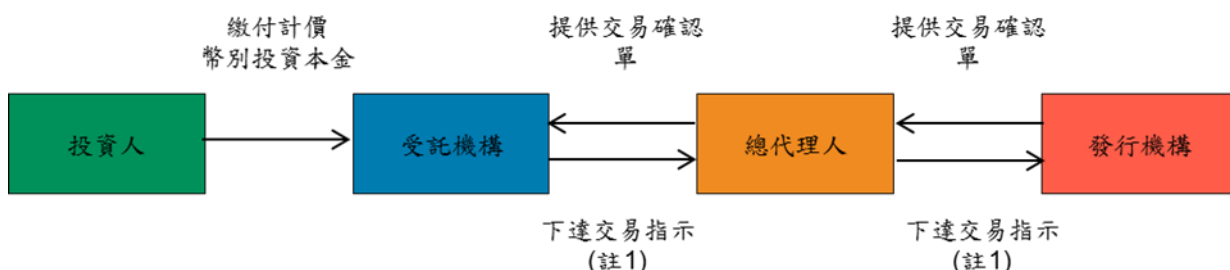 繳付計價
幣別投資本金
提供交易確認
單
提供交易確認
單
投資人
受託機構
總代理人
發行機構
下達交易指示
(註1)
下達交易指示
(註1)